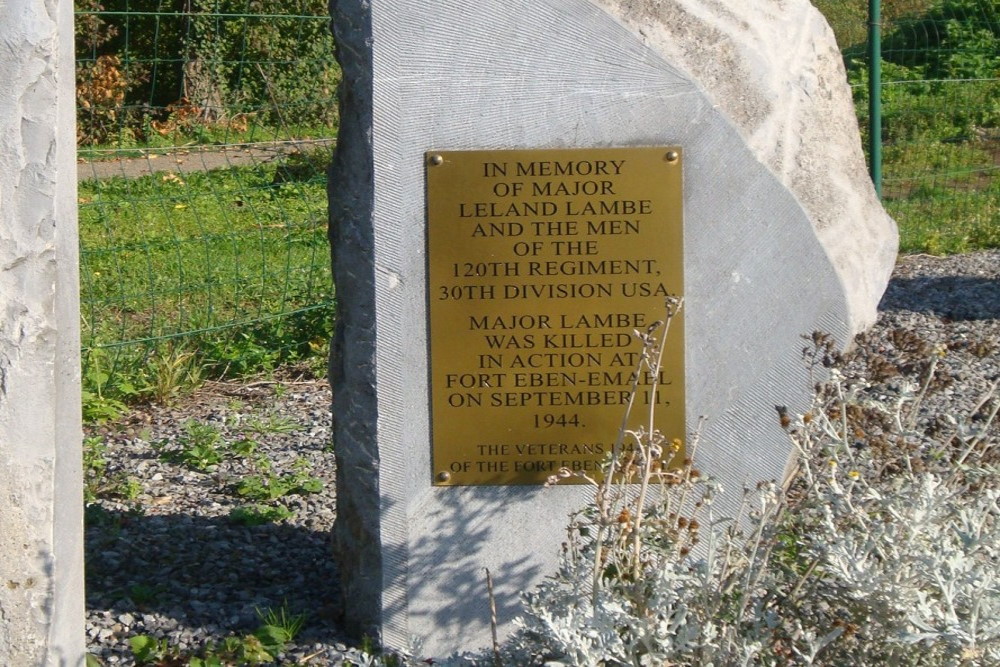 IN MEMORY
OF MAJOR
LELAND LAMBE
AND THE MEN
OF THE
120TH REGIMENT,
30TH DIVISION USA.
MAJOR LAMBE
WAS KILLED
IN ACTION AT
FORT EBEN-EMAEL
ON SEPTEMBER 11,
1944.
THE VETERANS
OF THE FORT EBEN